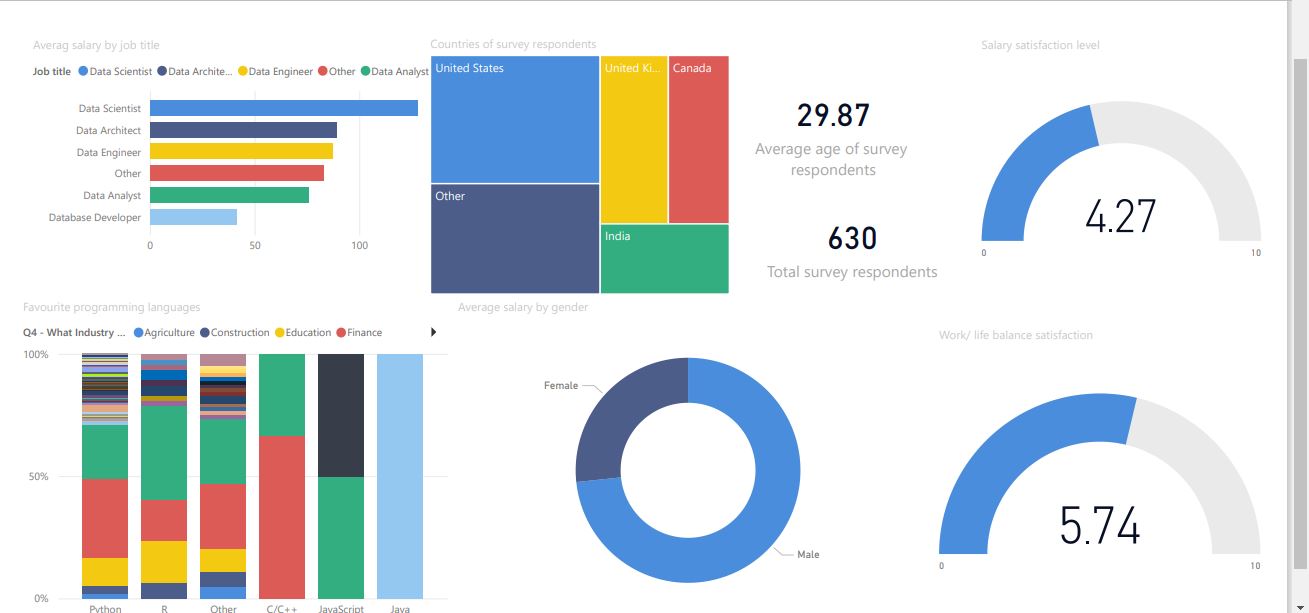 Averag salary by job title
Job title Data Scientist Data Archite... Data Engineer Other Data Analyst
Data Scientist
Data Architect
Data Engineer
Other
Data Analyst
Database Developer
0 50 100
Countries of survey respondents
United States
United Ki...
Canada
Other
India
29.87
Average age of survey
respondents
630
Total survey respondents
Salary satisfaction level
4.27
0 10
Favourite programming languages
Q4 - What Industry ... Agriculture Construction Education Finance
100%
50%
0%
Python R Other C/C++ JavaScript Java
Average salary by gender
Female
Male
Work/ life balance satisfaction
5.74
0 10